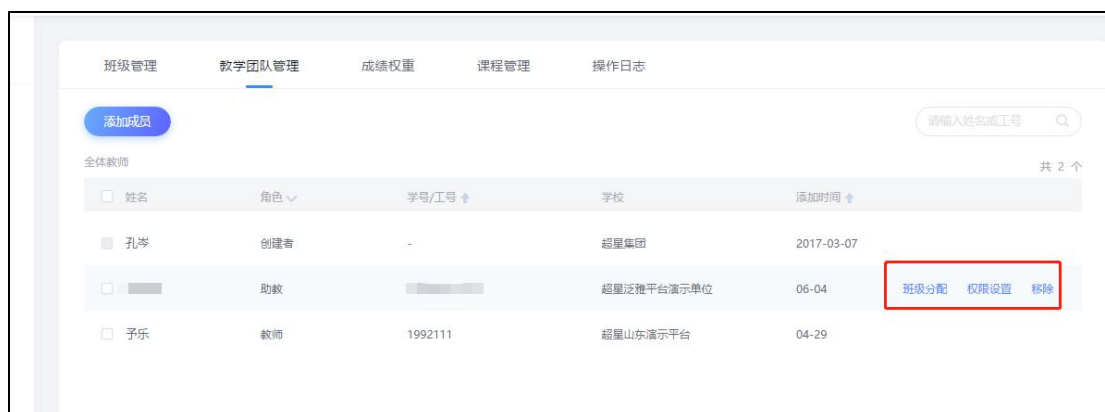 班级管理 教学团队管理 成绩权重 课程管理 操作日志
添加成员 请输入姓名或工号
全体教师 共 2 个
姓名 角色 学号/工号 学校 添加时间
孔岑 创建者 - 超星集团 2017-03-07
助教 超星泛雅平台演示单位 06-04 班级分配 权限设置 移除
予乐 教师 1992111 超星山东演示平台 04-29